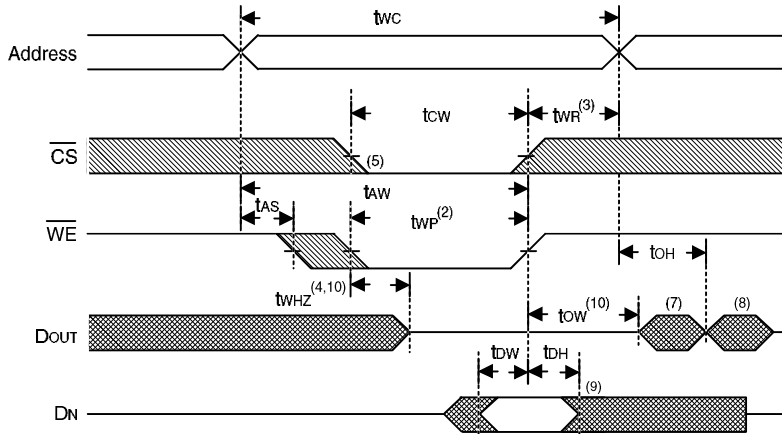 tWC
Address
tCW
tWR(3)
CS
(5)
tAW
tAS
tWP(2)
WE
tOH
tWHZ(4,10)
tOW(10)
(7)
(8)
DOUT
tDW
tDH
(9)
DN